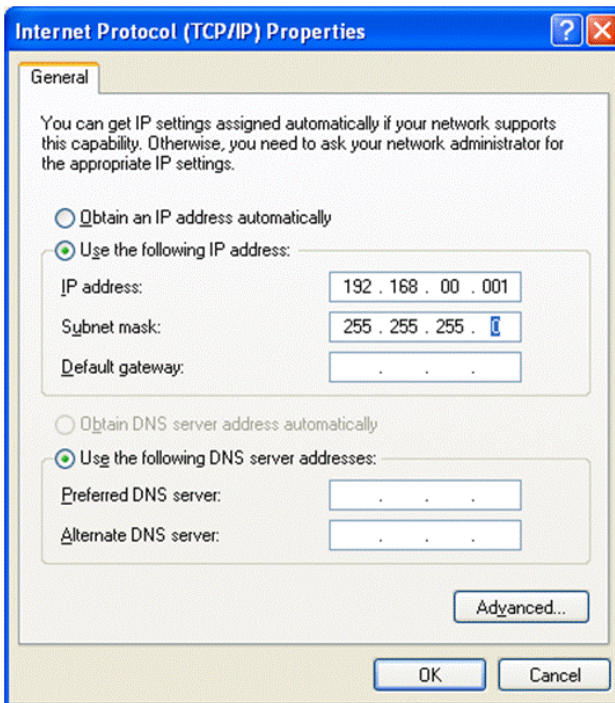 Internet Protocol (TCP/IP) Properties
General
You can get IP settings assigned automatically if your network supports
this capability. Otherwise, you need to ask your network administrator for
the appropriate IP settings.
Obtain an IP address automatically
Use the following IP address:
IP address: 192 . 168 . 00 . 001
Subnet mask: 255 . 255 . 255 . 0
Default gateway: . . .
Obtain DNS server address automatically
Use the following DNS server addresses:
Preferred DNS server: . . .
Alternate DNS server: . . .
Advanced...
OK Cancel